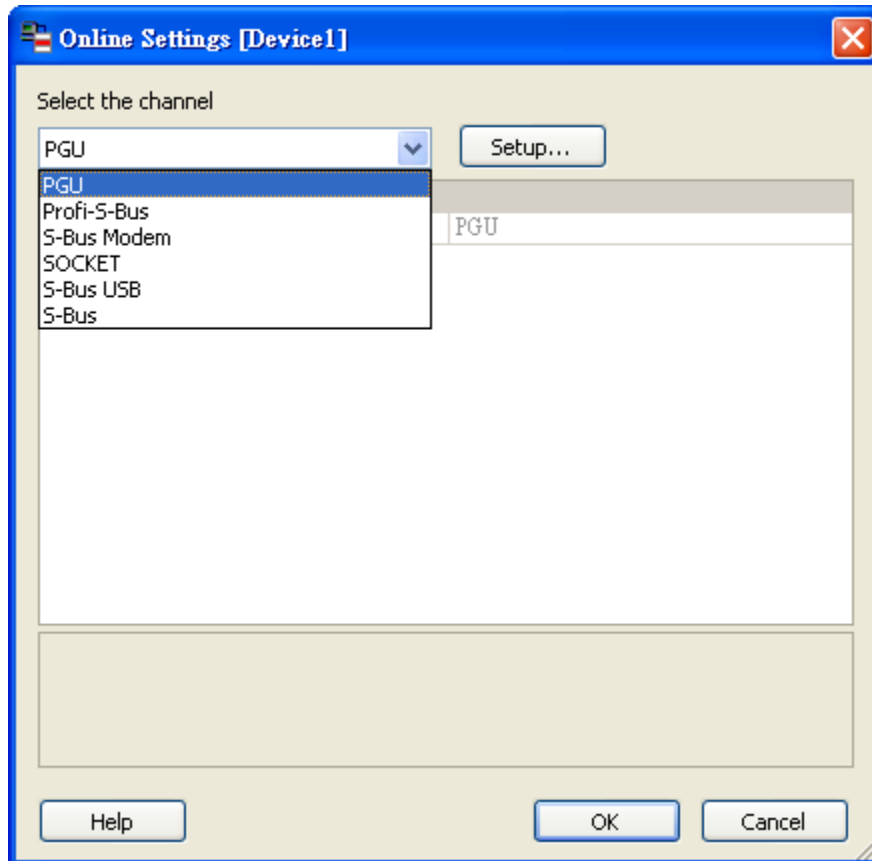 Online Settings [Device1]
Select the channel
PGU
Setup...
PGU
Profi-S-Bus
S-Bus Modem
SOCKET
S-Bus USB
S-Bus
PGU
Help
OK
Cancel